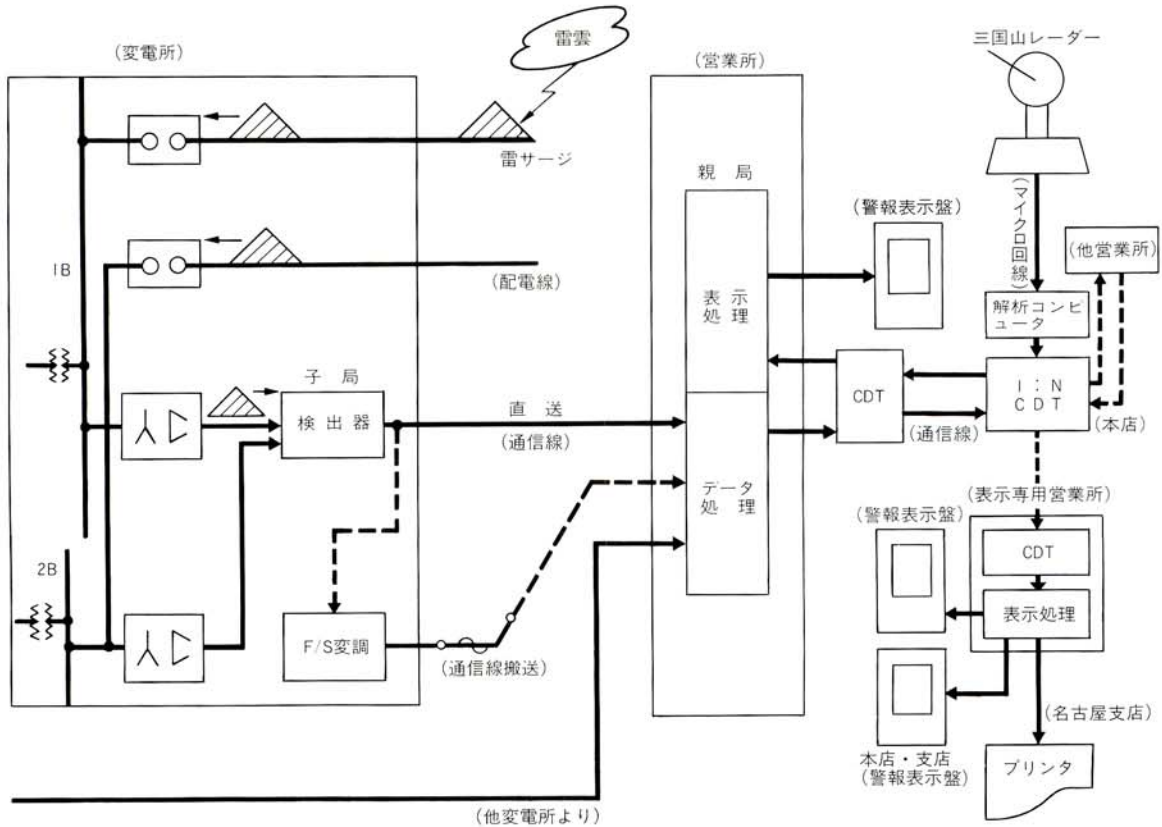 (変電所)
雷雲
雷サージ
1B
(配電線)
子局
検出器
直送
(通信線)
2B
F/S変調
(通信線搬送)
(他変電所より)
(営業所)
親局
表示
処理
データ
処理
(警報表示盤)
CDT
(通信線)
三国山レーダー
(マイクロ回線)
(他営業所)
解析コンピ
ュータ
1:N
CDT
(本店)
(表示専用営業所)
(警報表示盤)
CDT
表示処理
本店・支店
(警報表示盤)
(名古屋支店)
プリンタ